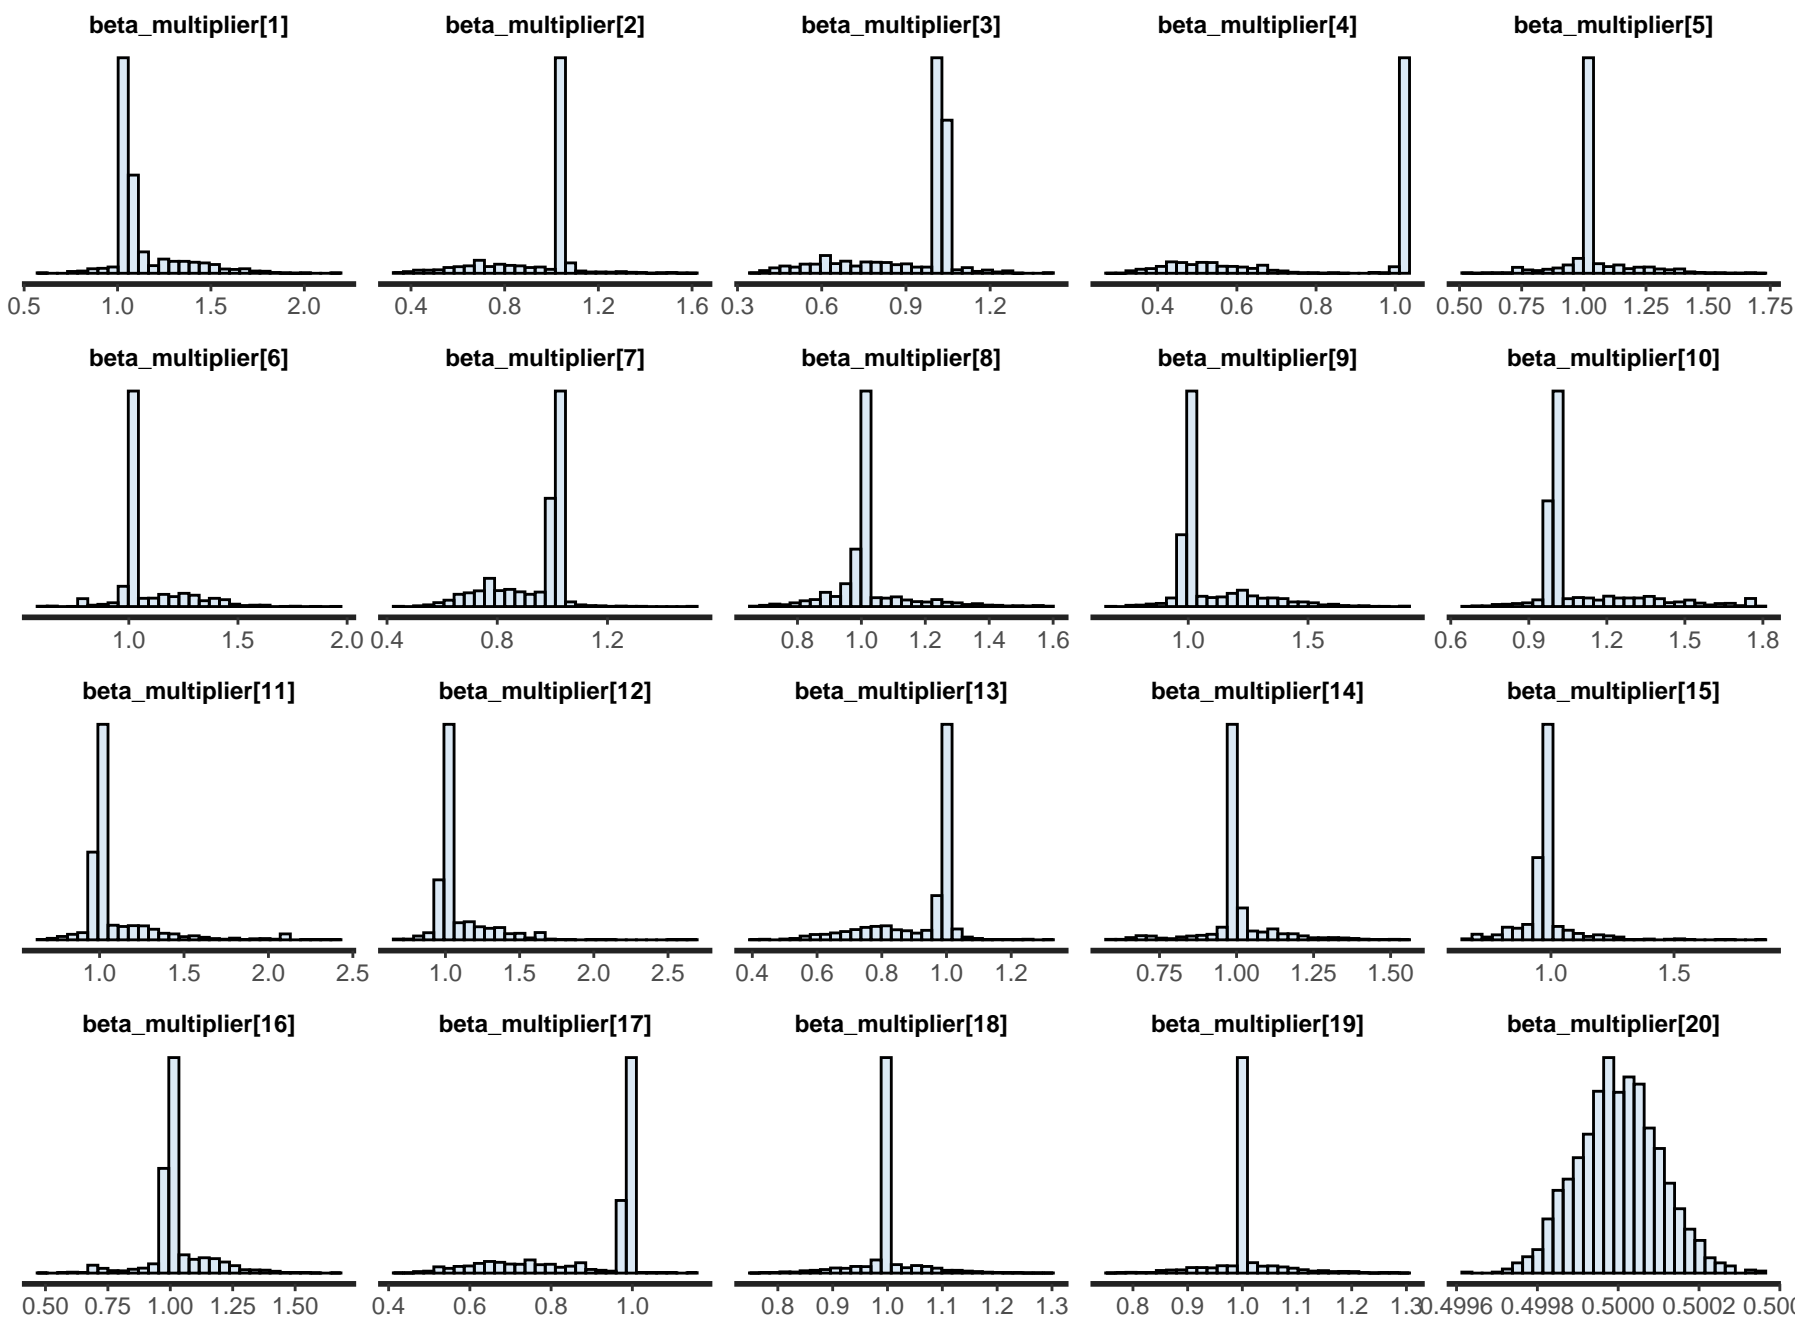 beta_multiplier[1] beta_multiplier[2] beta_multiplier[3] beta_multiplier[4] beta_multiplier[5]
0.5 1.0 1.5 2.0 0.4 0.8 1.2 1.6 0.3 0.6 0.9 1.2 0.4 0.6 0.8 1.0 0.50 0.75 1.00 1.25 1.50 1.75
beta_multiplier[6] beta_multiplier[7] beta_multiplier[8] beta_multiplier[9] beta_multiplier[10]
1.0 1.5 2.0 0.4 0.8 1.2 0.8 1.0 1.2 1.4 1.6 1.0 1.5 0.6 0.9 1.2 1.5 1.8
beta_multiplier[11] beta_multiplier[12] beta_multiplier[13] beta_multiplier[14] beta_multiplier[15]
1.0 1.5 2.0 2.5 1.0 1.5 2.0 2.5 0.4 0.6 0.8 1.0 1.2 0.75 1.00 1.25 1.50 1.0 1.5
beta_multiplier[16] beta_multiplier[17] beta_multiplier[18] beta_multiplier[19] beta_multiplier[20]
0.50 0.75 1.00 1.25 1.50 0.4 0.6 0.8 1.0 0.8 0.9 1.0 1.1 1.2 1.3 0.8 0.9 1.0 1.1 1.2 1.3 0.4996 0.4998 0.5000 0.5002